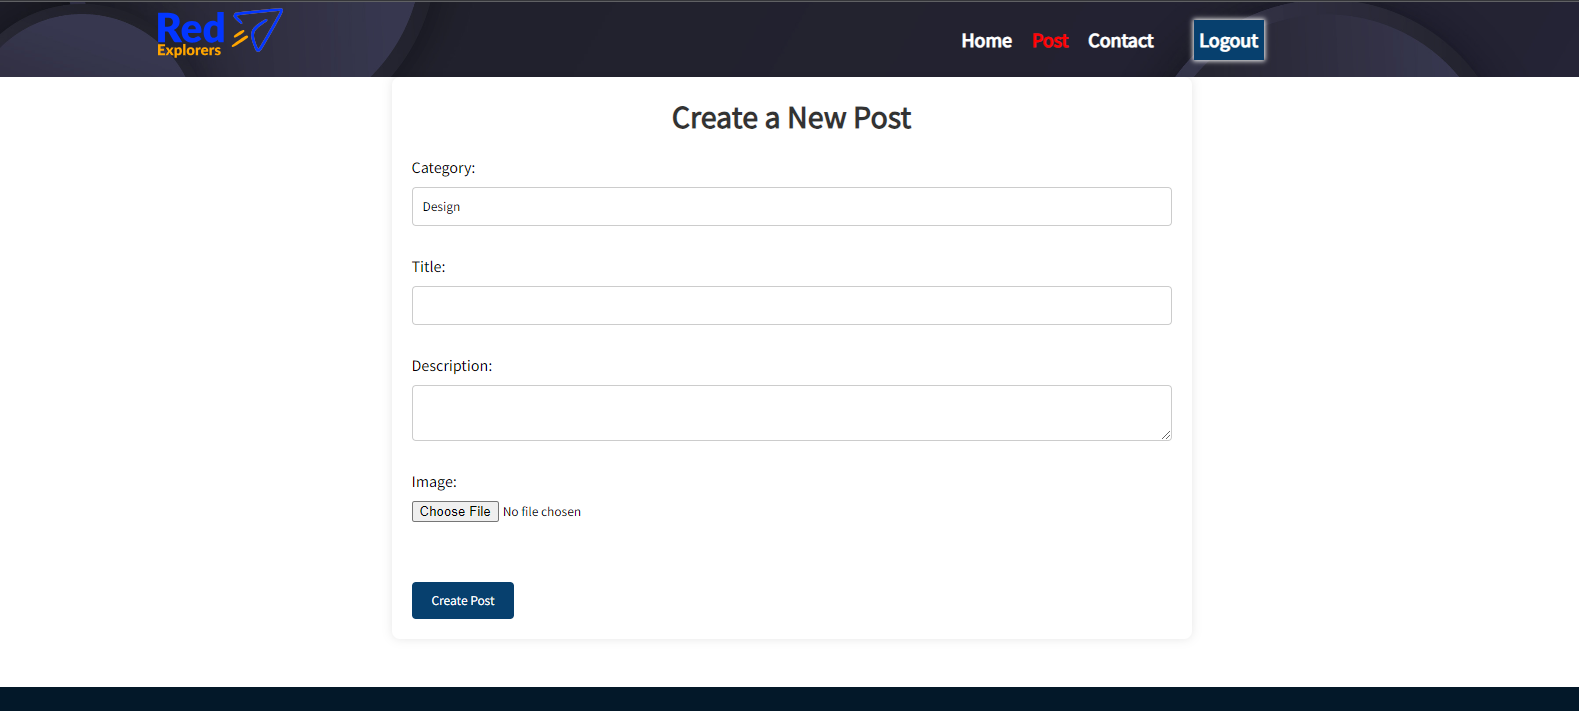 Red
Explorers
Home Post Contact Logout
Create a New Post
Category:
Design
Title:
Description:
Image:
Choose File No file chosen
Create Post